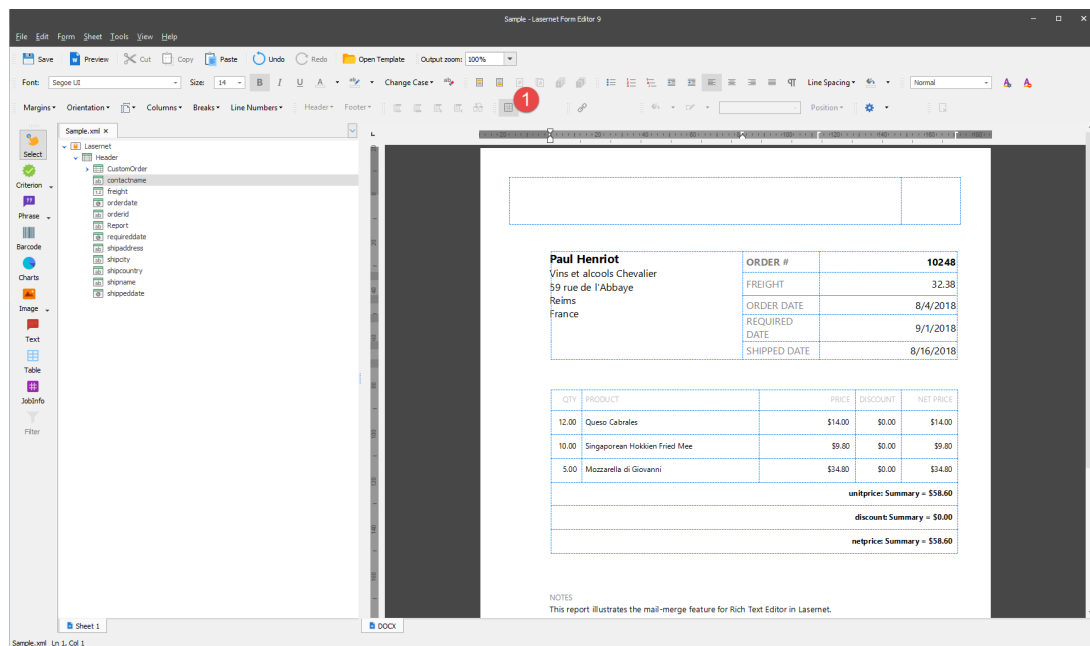 Sample - Lasernet Form Editor 9
File Edit Form Sheet Tools View Help
Save Preview Cut Copy Paste Undo Redo Open Template Output zoom: 100%
Font: Segoe UI Size: 14 B I U A Change Case Line Spacing Normal
Margins Orientation Columns Breaks Line Numbers Header Footer 1 Position
Sample.xml
Select
Criterion
Phrase
Barcode
Charts
Image
Text
Table
JobInfo
Filter
Lasernet
Header
CustomOrder
contactname
freight
orderdate
orderid
Report
requireddate
shipaddress
shipcity
shipcountry
shipname
shippeddate
Paul Henriot
Vins et alcools Chevalier
59 rue de l'Abbaye
Reims
France
ORDER # 10248
FREIGHT 32.38
ORDER DATE 8/4/2018
REQUIRED
DATE 9/1/2018
SHIPPED DATE 8/16/2018
QTY PRODUCT PRICE DISCOUNT NET PRICE
12.00 Queso Cabrales $14.00 $0.00 $14.00
10.00 Singaporean Hokkien Fried Mee $9.80 $0.00 $9.80
5.00 Mozzarella di Giovanni $34.80 $0.00 $34.80
unitprice: Summary = $58.60
discount: Summary = $0.00
netprice: Summary = $58.60
NOTES
This report illustrates the mail-merge feature for Rich Text Editor in Lasernet.
Sheet 1 DOCX
Sample.xml Ln 1, Col 1